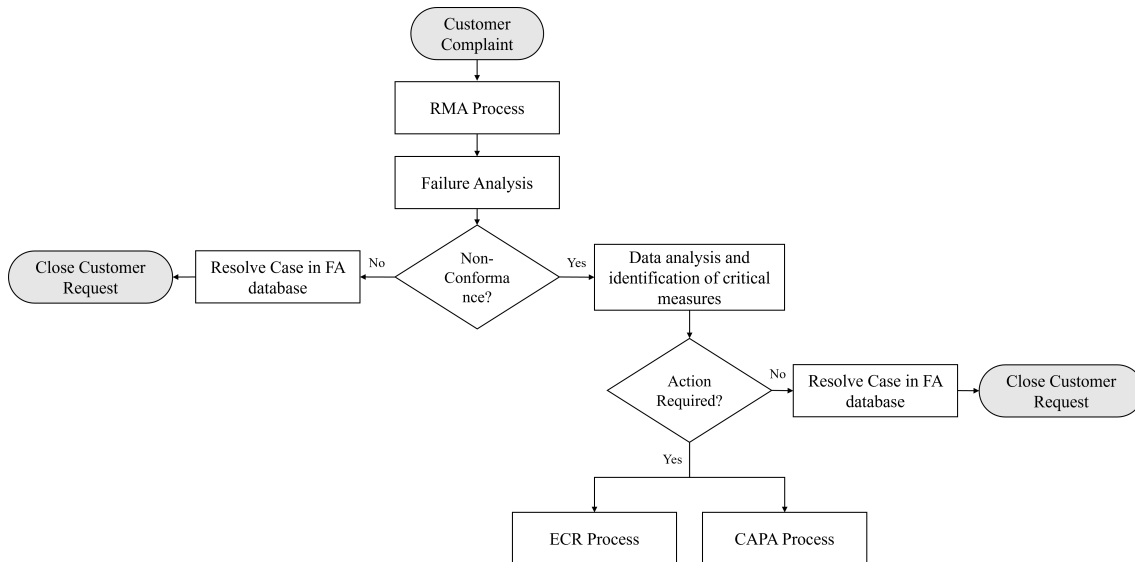 Customer
Complaint
RMA Process
Failure Analysis
Non-
Conforma
nce?
No
Yes
Resolve Case in FA
database
Close Customer
Request
Data analysis and
identification of critical
measures
Action
Required?
No
Resolve Case in FA
database
Close Customer
Request
Yes
ECR Process
CAPA Process